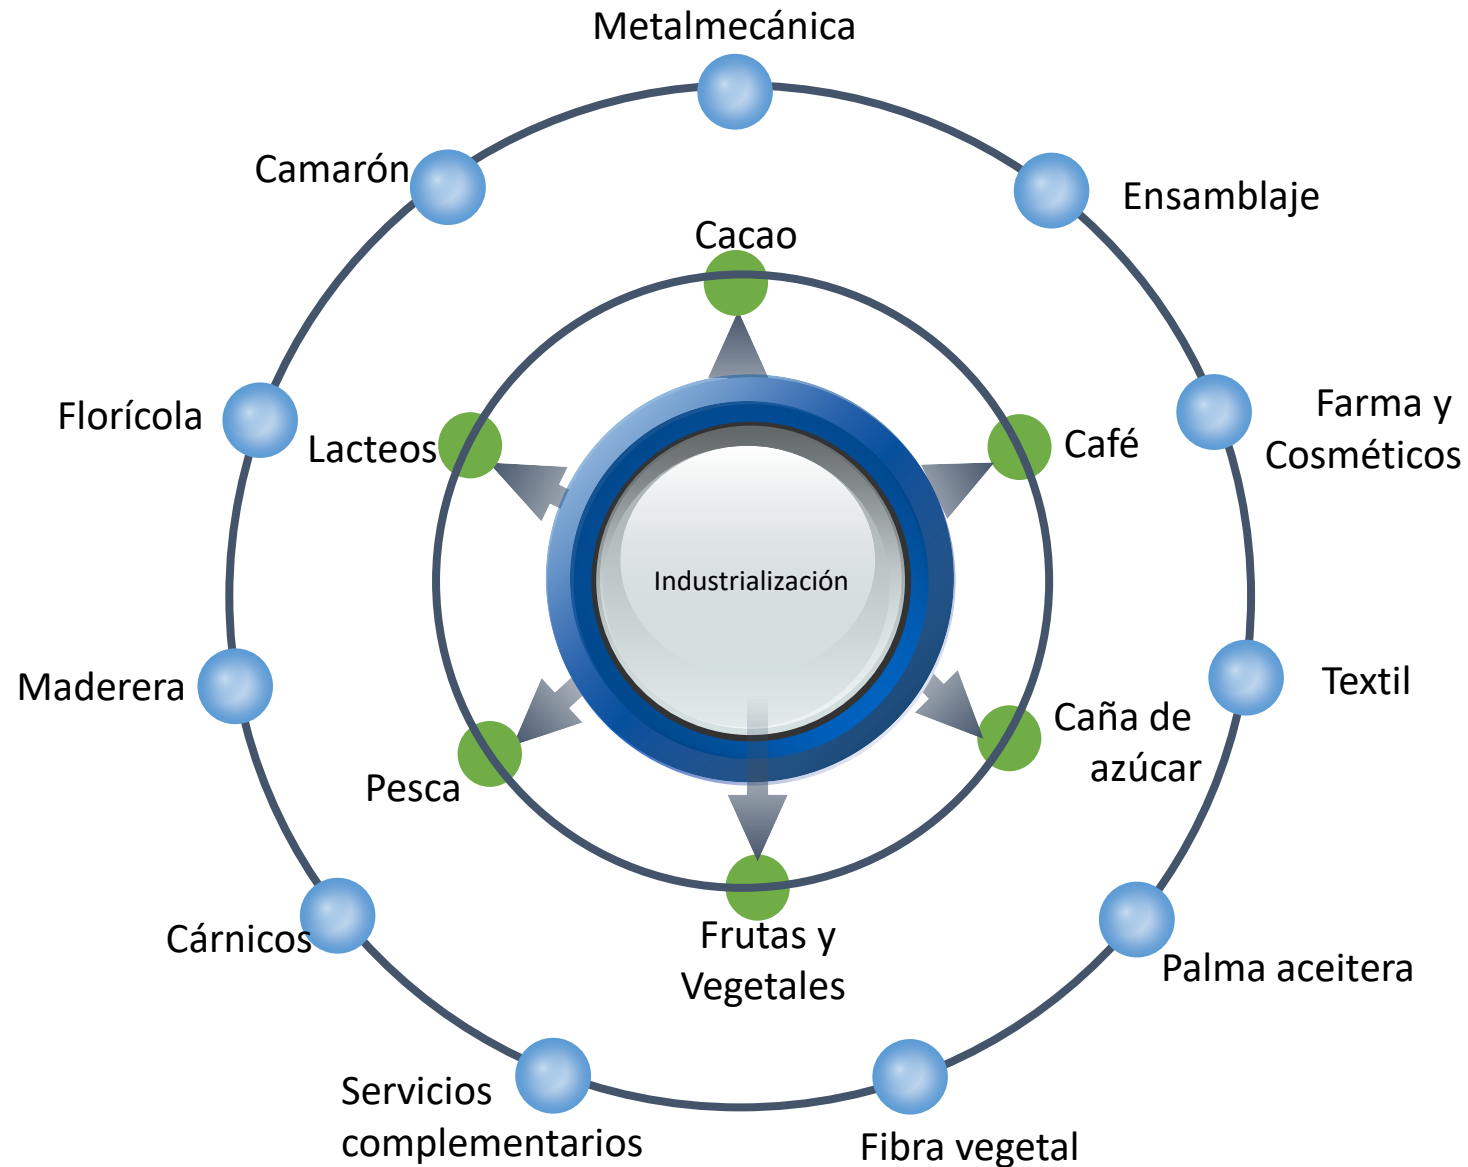 Metalmecánica
Camarón
Ensamblaje
Cacao
Florícola
Lacteos
Café
Farma y
Cosméticos
Industrialización
Maderera
Textil
Pesca
Caña de
azúcar
Cárnicos
Frutas y
Vegetales
Palma aceitera
Servicios
complementarios
Fibra vegetal